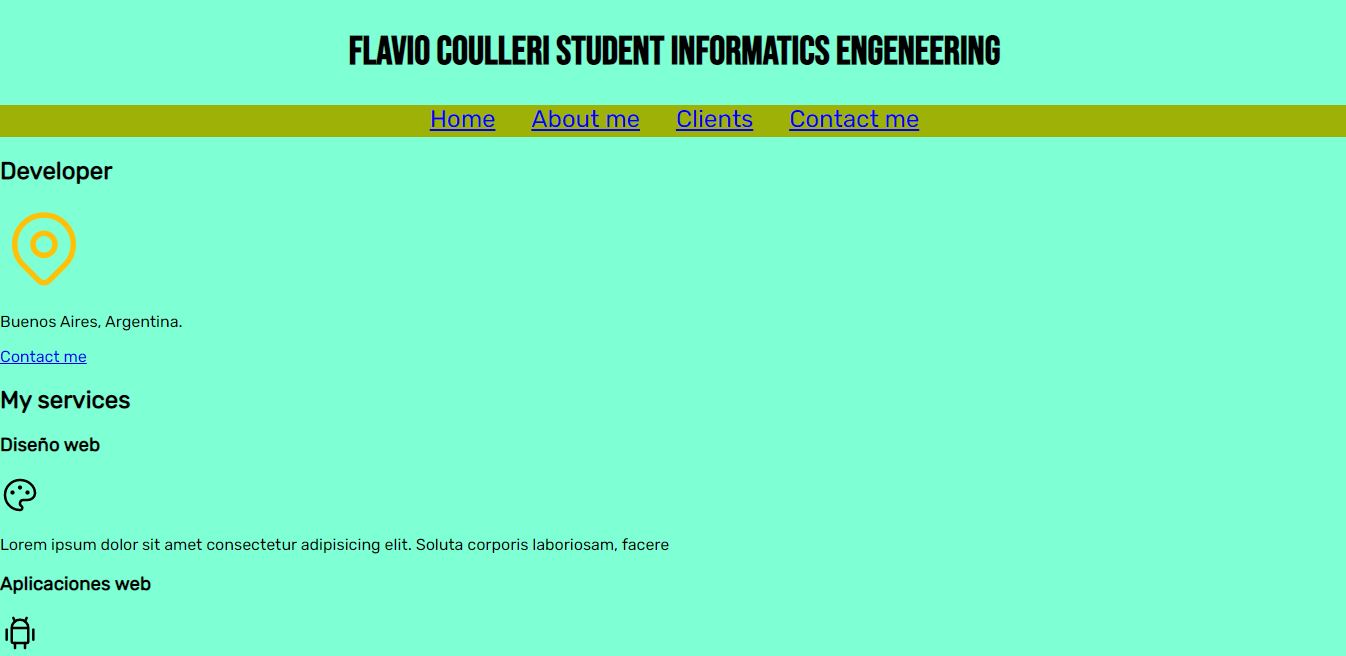 FLAVIO COULLERI STUDENT INFORMATICS ENGENEERING
Home About me Clients Contact me
Developer
Buenos Aires, Argentina.
Contact me
My services
Diseño web
Lorem ipsum dolor sit amet consectetur adipisicing elit. Soluta corporis laboriosam, facere
Aplicaciones web